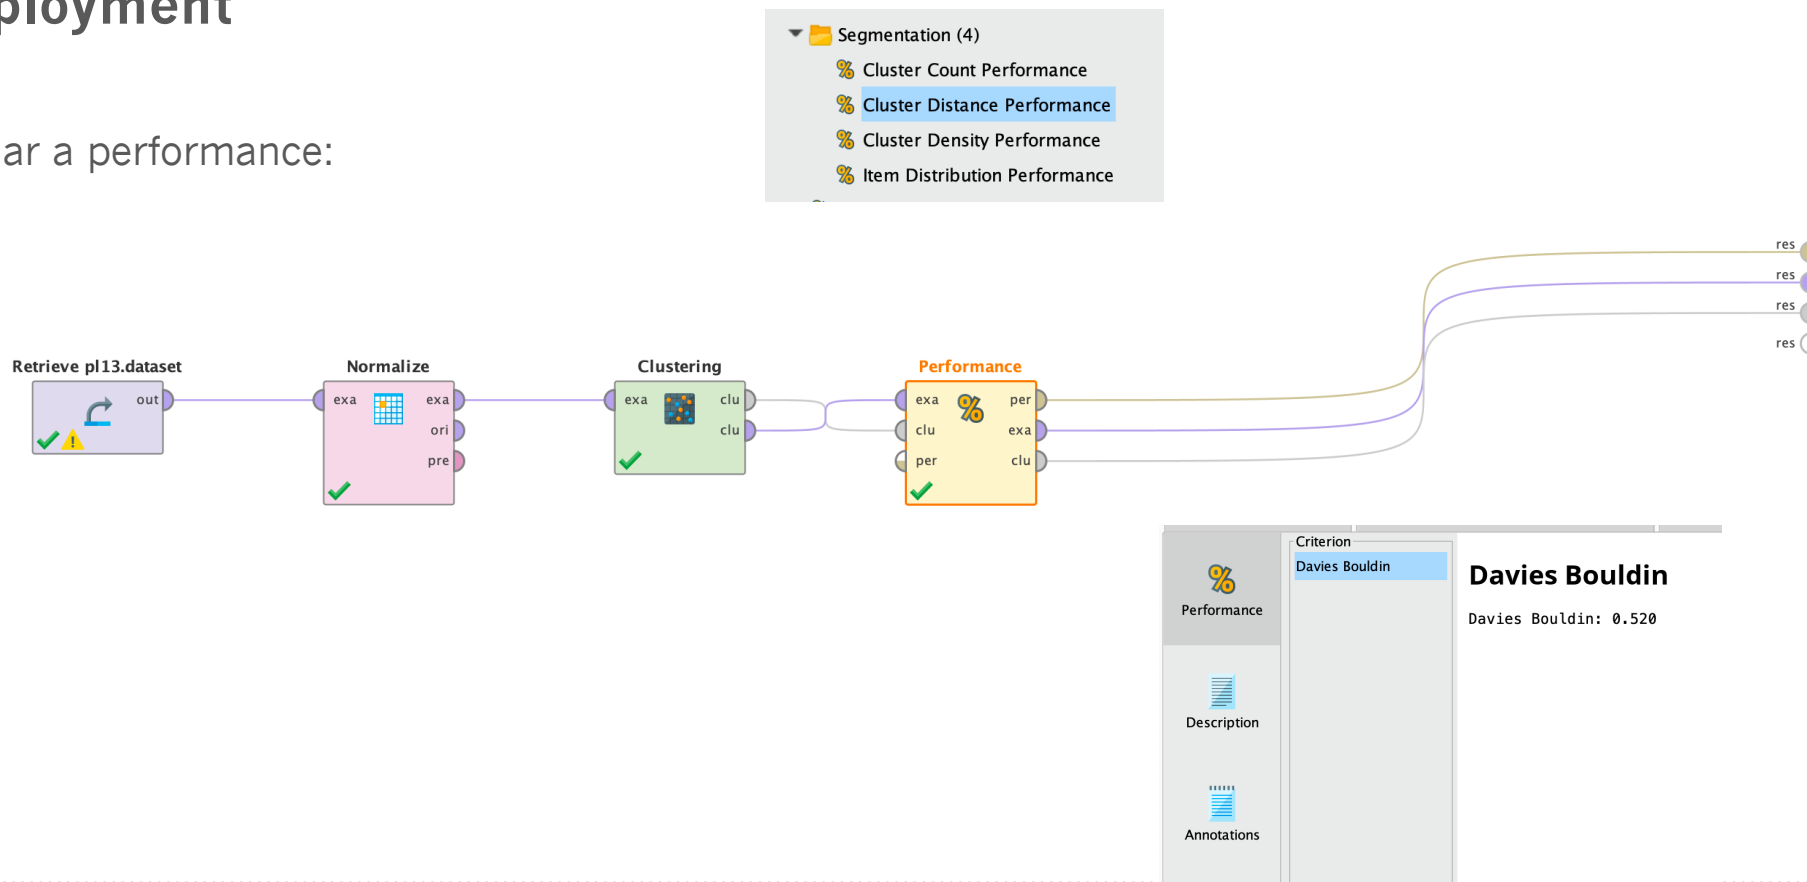 ployment
ar a performance:
Segmentation (4)
Cluster Count Performance
Cluster Distance Performance
Cluster Density Performance
Item Distribution Performance
res
res
res
res
Retrieve pl13.dataset
out
Normalize
exa exa
ori
pre
Clustering
exa clu
clu
Performance
exa per
clu exa
per clu
Performance
Description
Annotations
Criterion
Davies Bouldin
Davies Bouldin
Davies Bouldin: 0.520